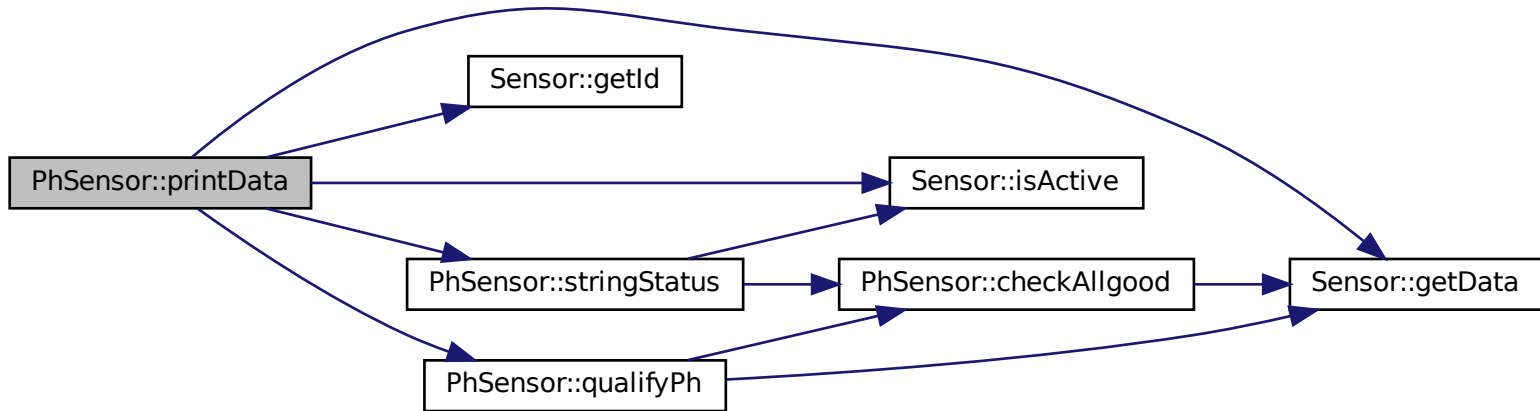 Sensor::getId
PhSensor::printData
Sensor::isActive
PhSensor::stringStatus
PhSensor::checkAllgood
Sensor::getData
PhSensor::qualifyPh